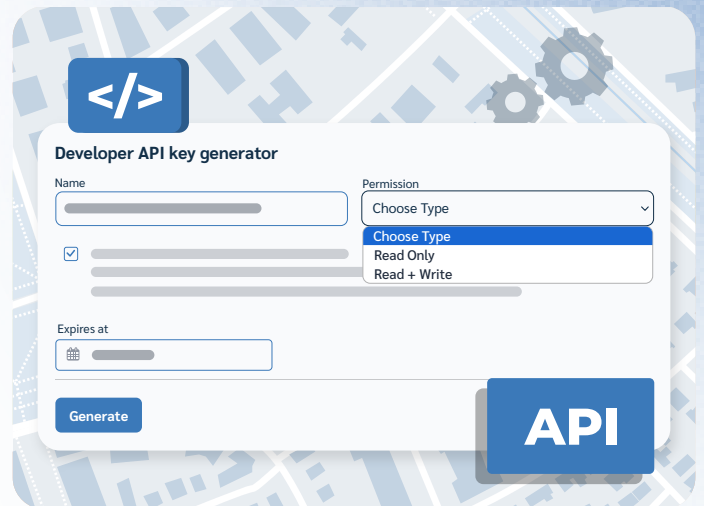 </>
Developer API key generator
Name
Permission
Choose Type
Choose Type
Read Only
Read + Write
Expires at
Generate
API